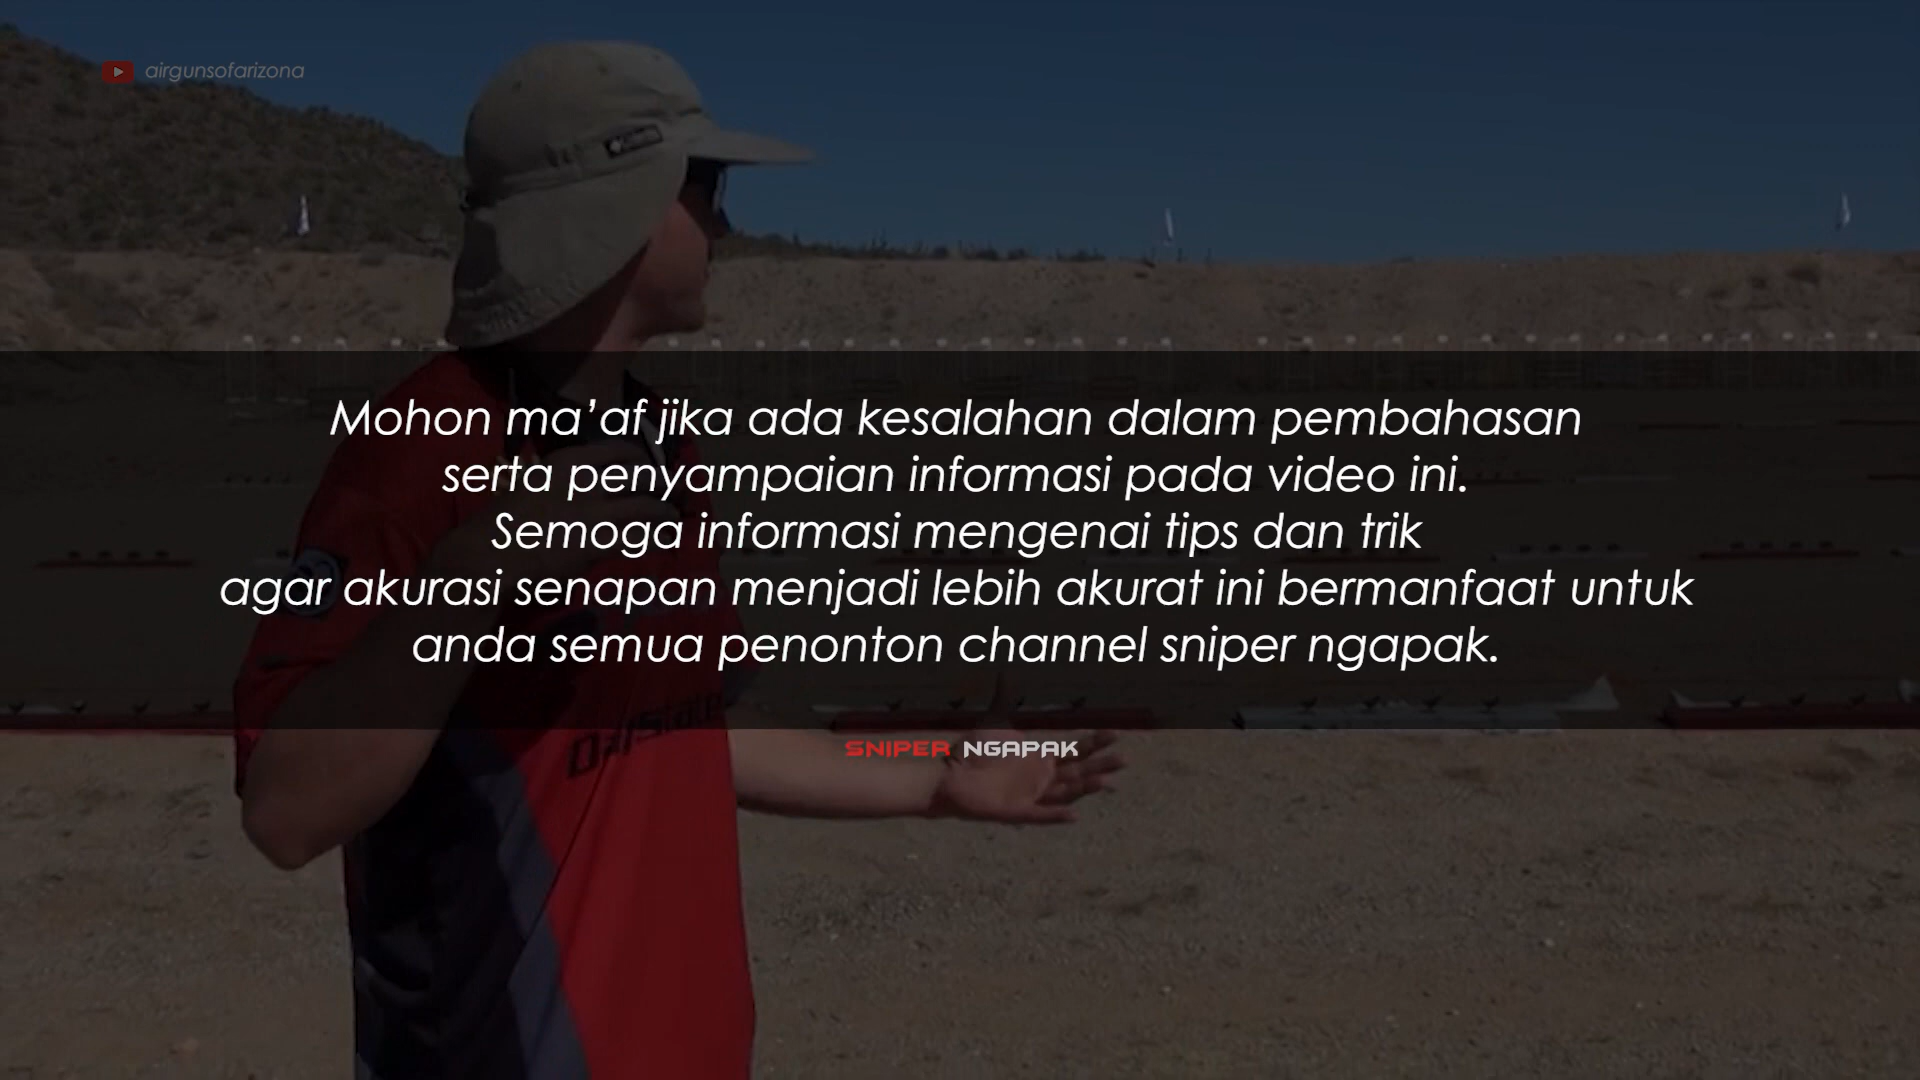 airgunsofarizona
Mohon ma’af jika ada kesalahan dalam pembahasan
serta penyampaian informasi pada video ini.
Semoga informasi mengenai tips dan trik
agar akurasi senapan menjadi lebih akurat ini bermanfaat untuk
anda semua penonton channel sniper ngapak.
SNIPER NGAPAK